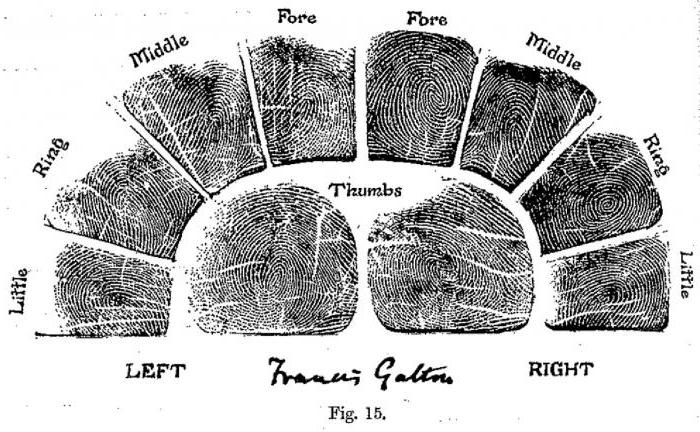 Fore Fore
Middle Middle
Ring Ring
Thumbs
Little Little
LEFT Francis Galton RIGHT
Fig. 15.